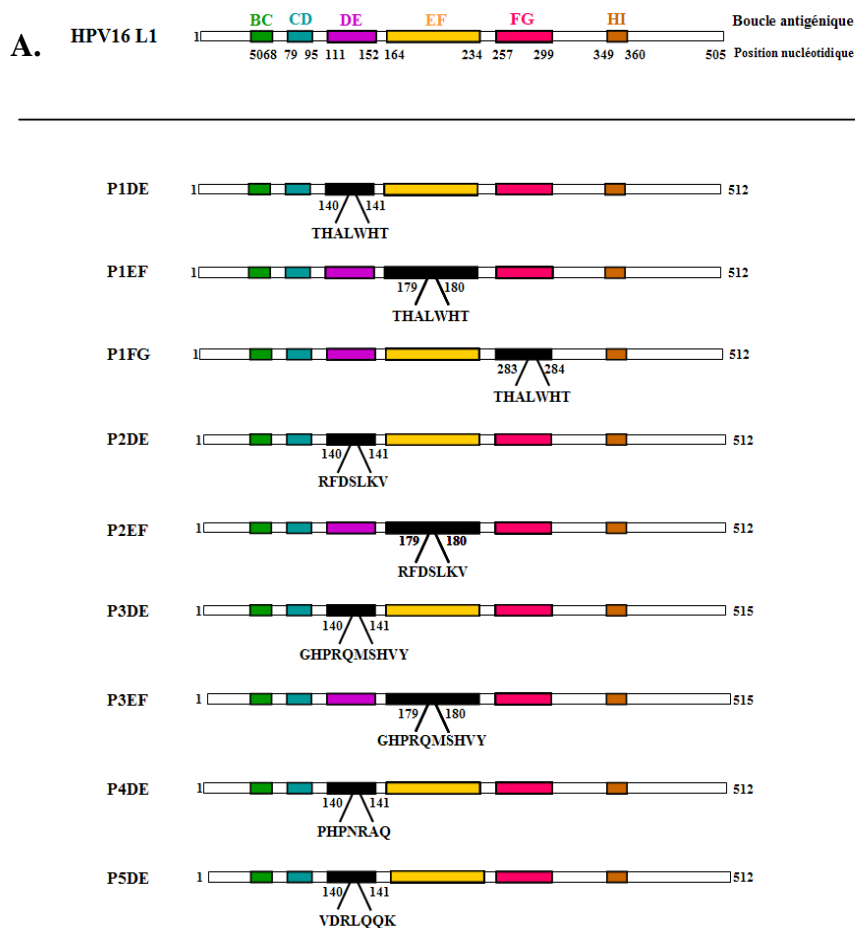 BC CD DE EF FG HI Boucle antigénique
A. HPV16 L1 1
5068 79 95 111 152 164 234 257 299 349 360 505 Position nucléotidique
P1DE 1 512
140 141
THALWHT
P1EF 1 512
179 180
THALWHT
P1FG 1 512
283 284
THALWHT
P2DE 1 512
140 141
RFDSLKV
P2EF 1 512
179 180
RFDSLKV
P3DE 1 515
140 141
GHPRQMSHVY
P3EF 1 515
179 180
GHPRQMSHVY
P4DE 1 512
140 141
PHPNRAQ
P5DE 1 512
140 141
VDRLQQK